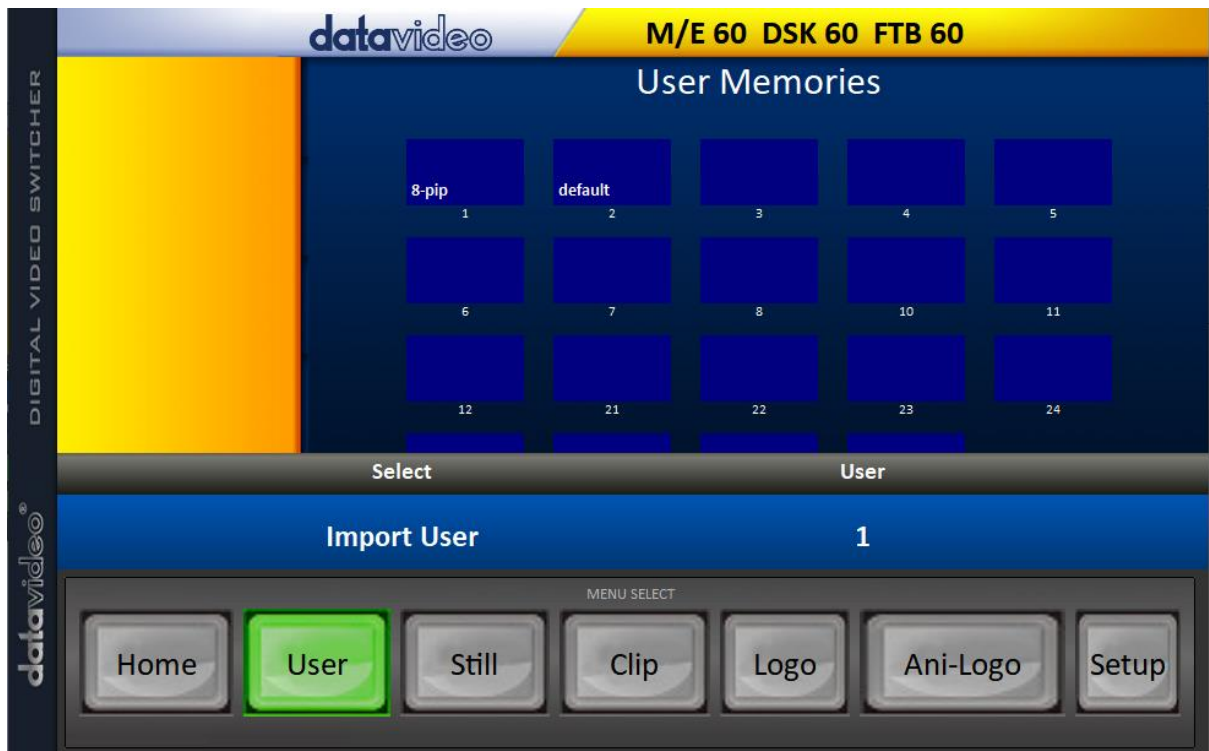 datavideo
M/E 60 DSK 60 FTB 60
User Memories
8-pip
default
1
2
3
4
5
6
7
8
10
11
12
21
22
23
24
Select
User
Import User
1
MENU SELECT
Home
User
Still
Clip
Logo
Ani-Logo
Setup
DIGITAL VIDEO SWITCHER
datavideo®